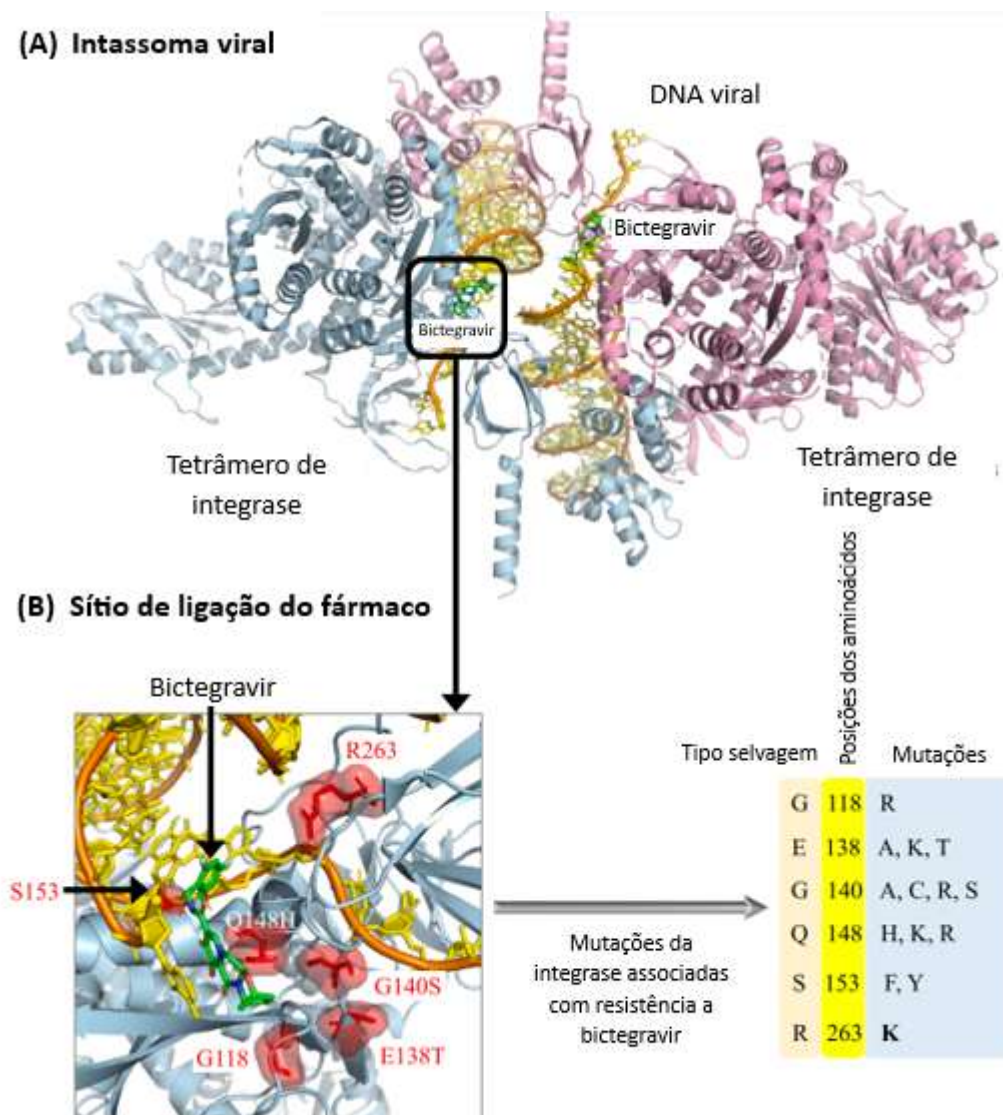 (A) Intassoma viral
DNA viral
Bictegravir
Bictegravir
Tetrâmero de
integrase
Tetrâmero de
integrase
(B) Sítio de ligação do fármaco
Bictegravir
R263
S153
Q148H
G140S
G118
E138T
Mutações da
integrase associadas
com resistência a
bictegravir
Tipo selvagem
Posições dos aminoácidos
Mutações
G 118 R
E 138 A, K, T
G 140 A, C, R, S
Q 148 H, K, R
S 153 F, Y
R 263 K